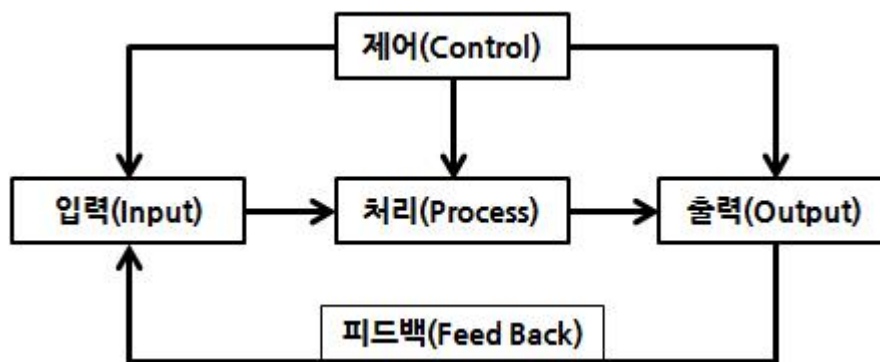 제어(Control)
입력(Input)
처리(Process)
출력(Output)
피드백(Feed Back)